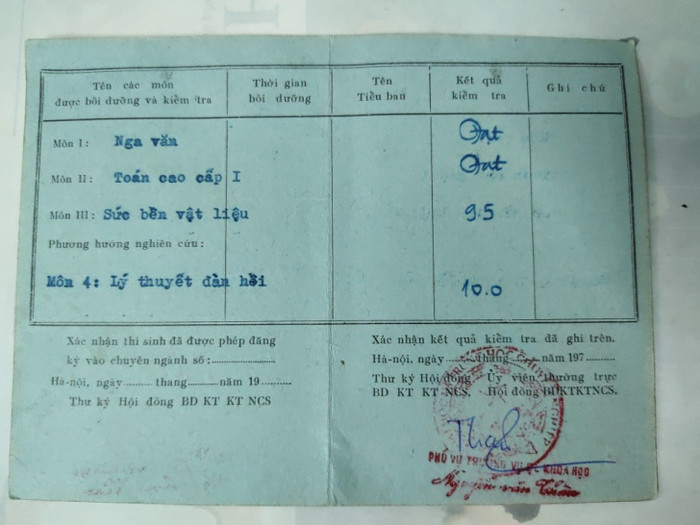 Tên các môn
được bồi dưỡng và kiểm tra
Thời gian
bồi dưỡng
Tên
Tiểu ban
Kết quả
kiểm tra
Ghi chú
Môn I: Nga văn Đạt
Môn II: Toán cao cấp I Đạt
Môn III: Sức bền vật liệu 9.5
Phương hướng nghiên cứu:
Môn 4: Lý thuyết đàn hồi 10.0
Xác nhận thí sinh đã được phép đăng
ký vào chuyên ngành số:
Hà-nội, ngày tháng năm 19
Thư ký Hội đồng BD KT KT NCS
Xác nhận kết quả kiểm tra đã ghi trên.
Hà-nội, ngày tháng năm 197
Thư ký Hội đồng Ủy viên thường trực
BD KT KT NCS. Hội đồng BDKTKTNCS.
PHÓ VỤ TRƯỞNG VỤ QL KHOA HỌC
Nguyễn văn